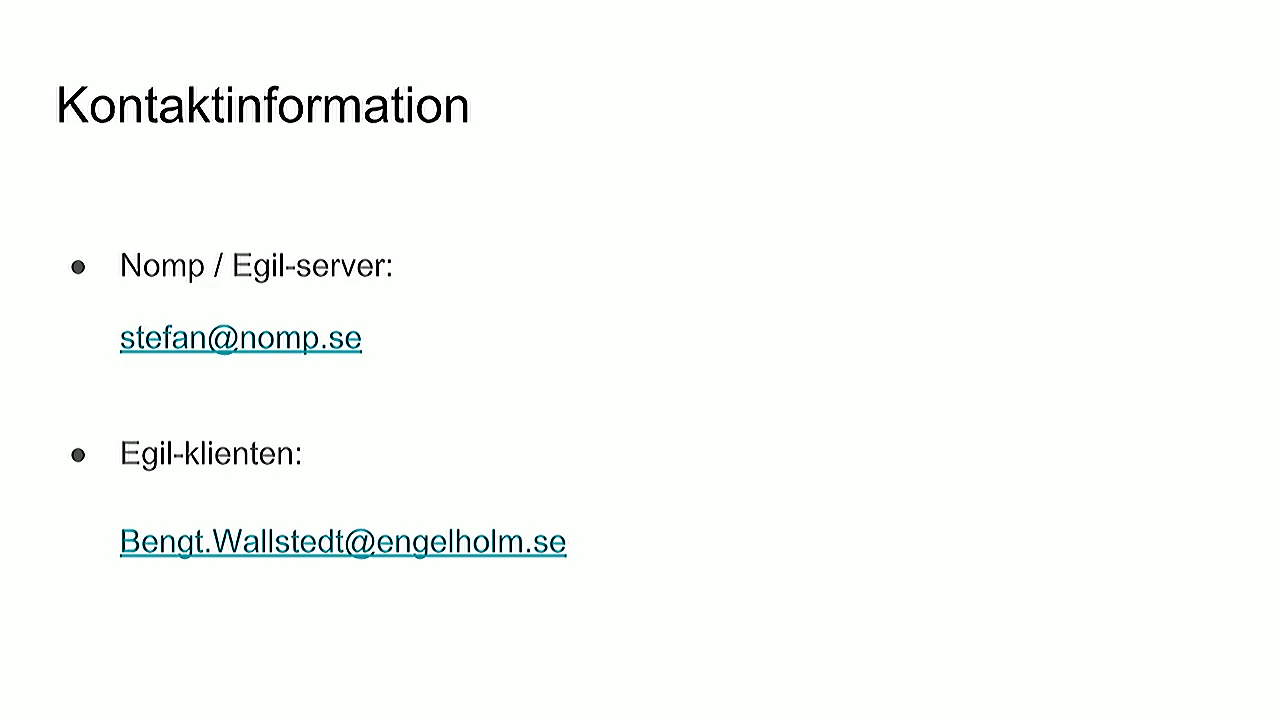 Kontaktinformation
● Nomp / Egil-server:
stefan@nomp.se
● Egil-klienten:
Bengt.Wallstedt@engelholm.se